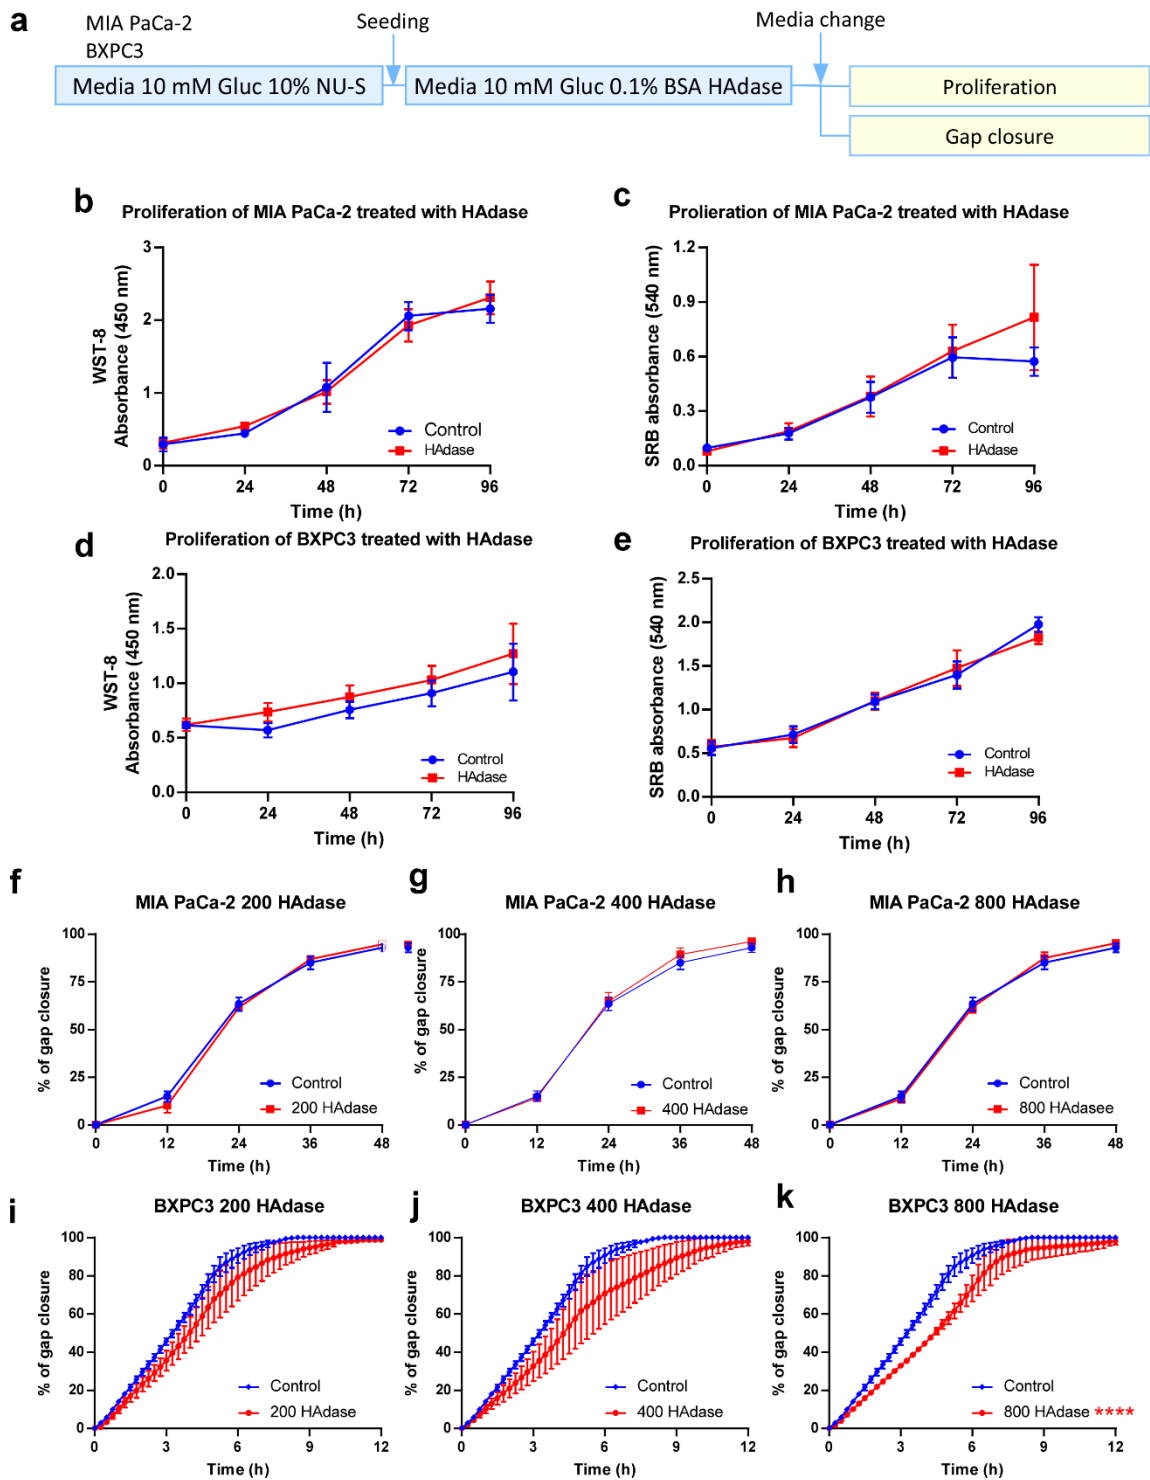 a
MIA PaCa-2
BXPC3
Seeding
Media change
Media 10 mM Gluc 10% NU-S
Media 10 mM Gluc 0.1% BSA HAdase
Proliferation
Gap closure
b
Proliferation of MIA PaCa-2 treated with HAdase
WST-8
Absorbance (450 nm)
3
2
1
0
Control
HAdase
0 24 48 72 96
Time (h)
c
Prolieration of MIA PaCa-2 treated with HAdase
SRB absorbance (540 nm)
1.2
0.9
0.6
0.3
0.0
Control
HAdase
0 24 48 72 96
Time (h)
d
Proliferation of BXPC3 treated with HAdase
WST-8
Absorbance (450 nm)
2.0
1.5
1.0
0.5
0.0
Control
HAdase
0 24 48 72 96
Time (h)
e
Proliferation of BXPC3 treated with HAdase
SRB absorbance (540 nm)
2.5
2.0
1.5
1.0
0.5
0.0
Control
HAdase
0 24 48 72 96
Time (h)
f
MIA PaCa-2 200 HAdase
% of gap closure
100
75
50
25
0
Control
200 HAdase
0 12 24 36 48
Time (h)
g
MIA PaCa-2 400 HAdase
% of gap closure
100
75
50
25
0
Control
400 HAdase
0 12 24 36 48
Time (h)
h
MIA PaCa-2 800 HAdase
% of gap closure
100
75
50
25
0
Control
800 HAdasee
0 12 24 36 48
Time (h)
i
BXPC3 200 HAdase
% of gap closure
100
80
60
40
20
0
Control
200 HAdase
0 3 6 9 12
Time (h)
j
BXPC3 400 HAdase
% of gap closure
100
80
60
40
20
0
Control
400 HAdase
0 3 6 9 12
Time (h)
k
BXPC3 800 HAdase
% of gap closure
100
80
60
40
20
0
Control
800 HAdase ****
0 3 6 9 12
Time (h)